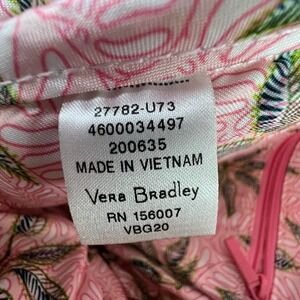 27782-U73
4600034497
200635
MADE IN VIETNAM
Vera Bradley
RN 156007
VBG20